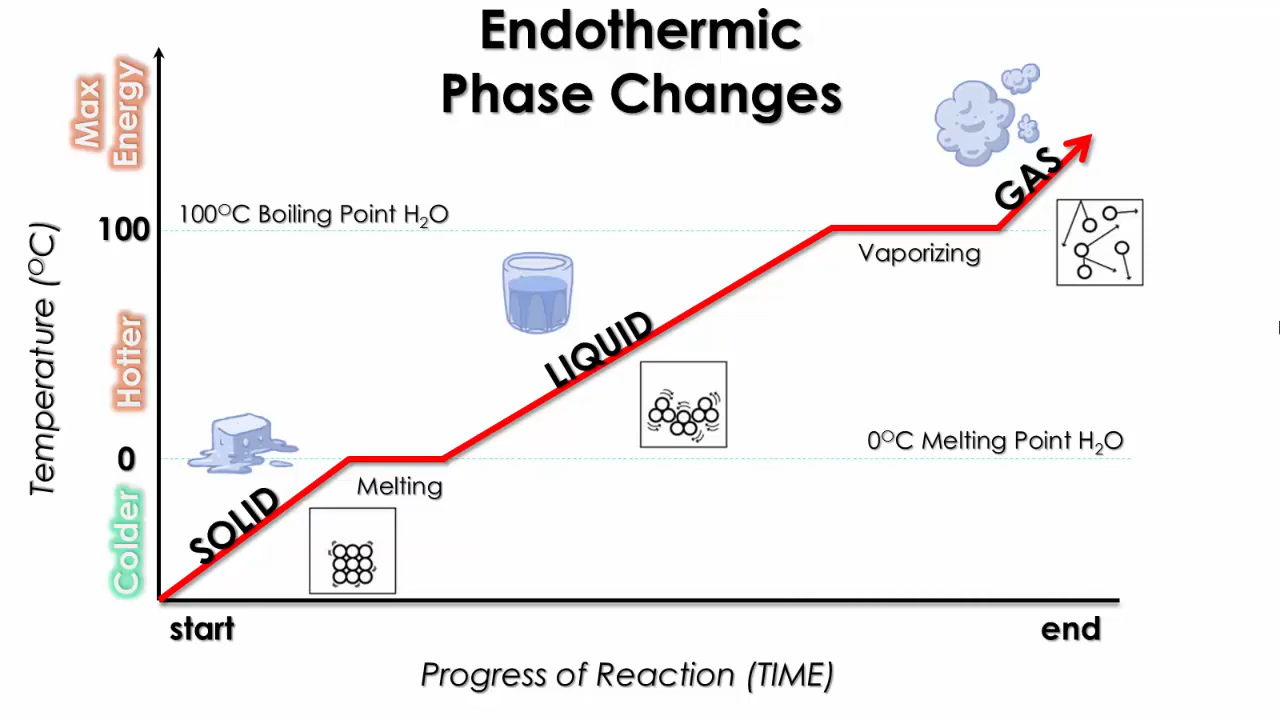 Endothermic
Phase Changes
Max
Energy
GAS
100
100°C Boiling Point H₂O
Vaporizing
Temperature (°C)
Hotter
LIQUID
0
0°C Melting Point H₂O
Melting
Colder
SOLID
start
end
Progress of Reaction (TIME)